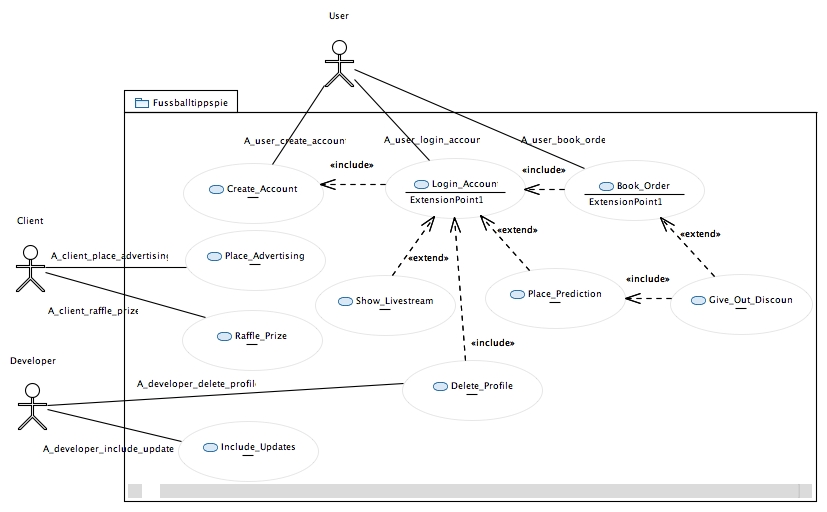 User
Fussballtippspie
A_user_create_accoun
A_user_login_accour
A_user_book_orde
«include»
«include»
Create_Account
Login_Accoun
ExtensionPoint1
Book_Order
ExtensionPoint1
Client
A_client_place_advertising
Place_Advertising
«extend»
«extend»
«extend»
«include»
Show_Livestream
Place_Prediction
Give_Out_Discoun
A_client_raffle_prize
Raffle_Prize
«include»
Developer
A_developer_delete_profil
Delete_Profile
A_developer_include_update
Include_Updates